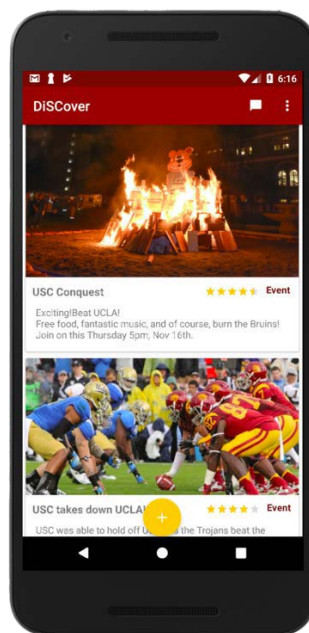 6:16
DiSCover
USC Conquest
Event
Exciting!Beat UCLA!
Free food, fantastic music, and of course, burn the Bruins!
Join on this Thursday 5pm, Nov 16th.
82
USC takes down UCLA!
Event
USC was able to hold off the Trojans beat the